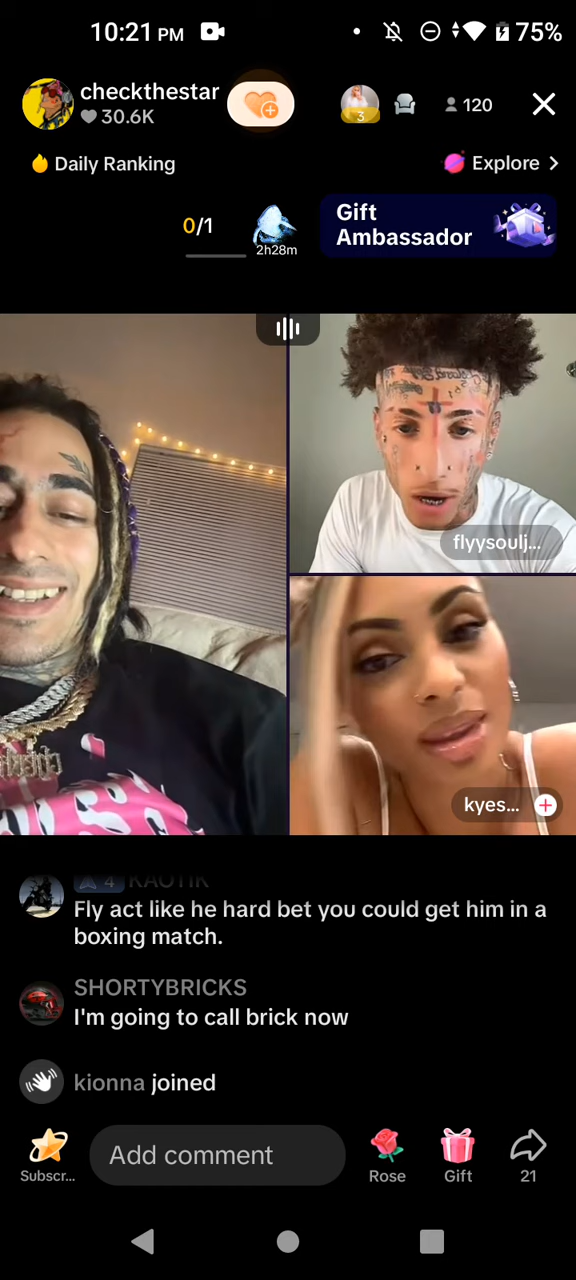 10:21 PM
75%
checkthestar
30.6K
3
120
Daily Ranking
Explore >
0/1
2h28m
Gift
Ambassador
flyysoulj...
kyes...
4 KAOTIK
Fly act like he hard bet you could get him in a
boxing match.
SHORTYBRICKS
I'm going to call brick now
kionna joined
Subscr...
Add comment
Rose
Gift
21